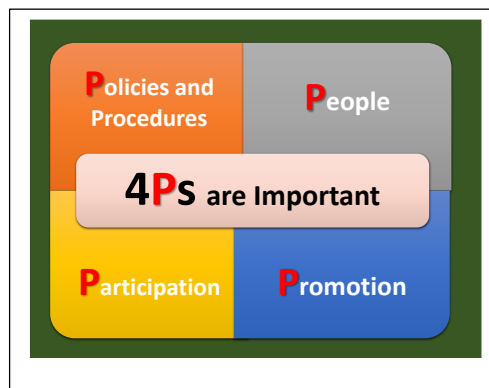 Policies and
Procedures
People
4Ps are Important
Participation
Promotion